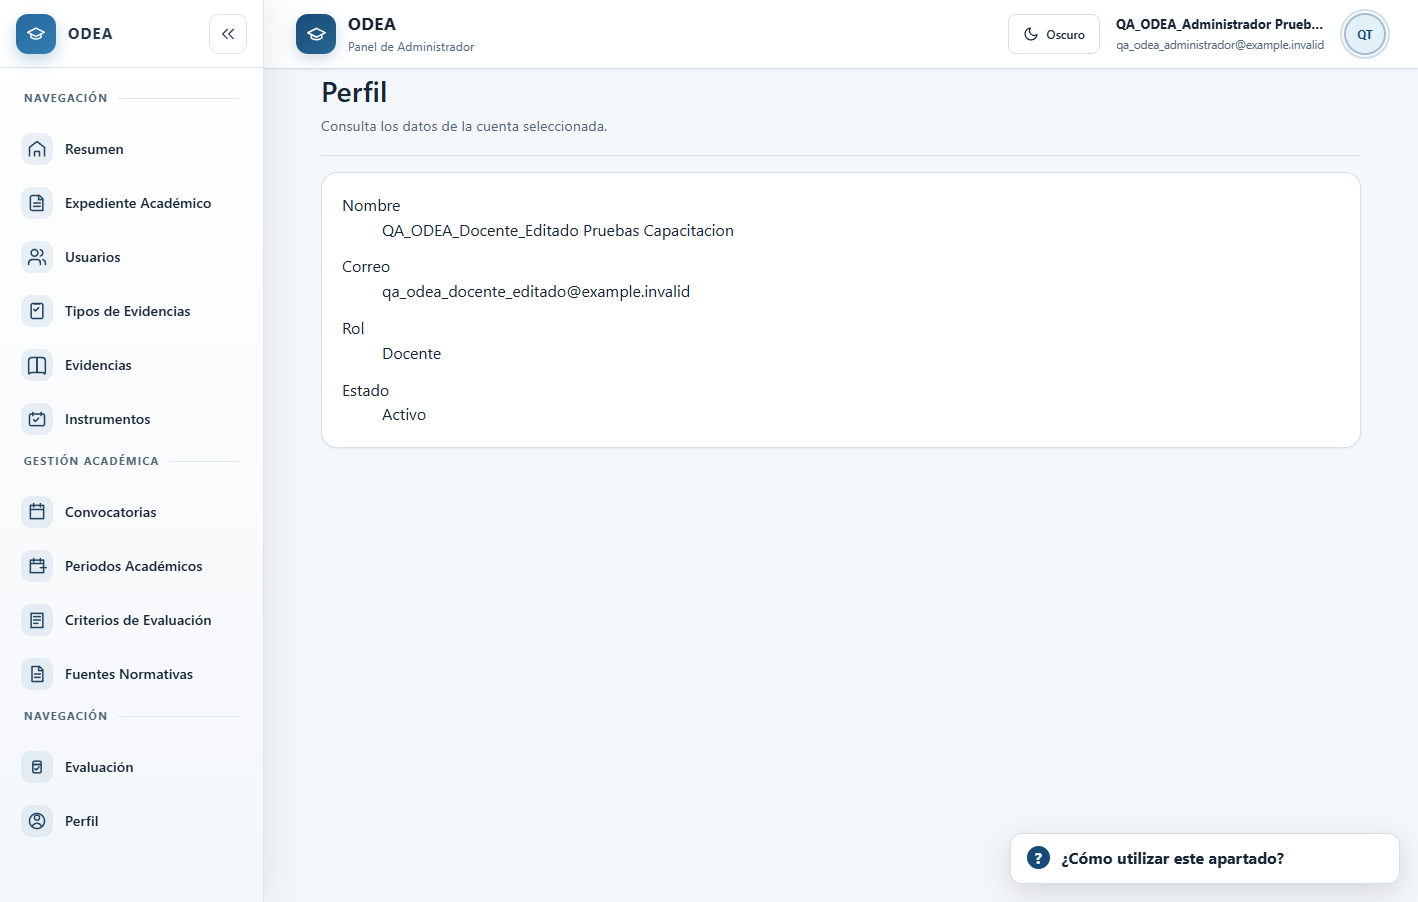 ODEA
NAVEGACIÓN
Resumen
Expediente Académico
Usuarios
Tipos de Evidencias
Evidencias
Instrumentos
GESTIÓN ACADÉMICA
Convocatorias
Periodos Académicos
Criterios de Evaluación
Fuentes Normativas
NAVEGACIÓN
Evaluación
Perfil
ODEA
Panel de Administrador
Oscuro
QA_ODEA_Administrador Prueb...
qa_odea_administrador@example.invalid
QT
Perfil
Consulta los datos de la cuenta seleccionada.
Nombre
QA_ODEA_Docente_Editado Pruebas Capacitacion
Correo
qa_odea_docente_editado@example.invalid
Rol
Docente
Estado
Activo
? ¿Cómo utilizar este apartado?